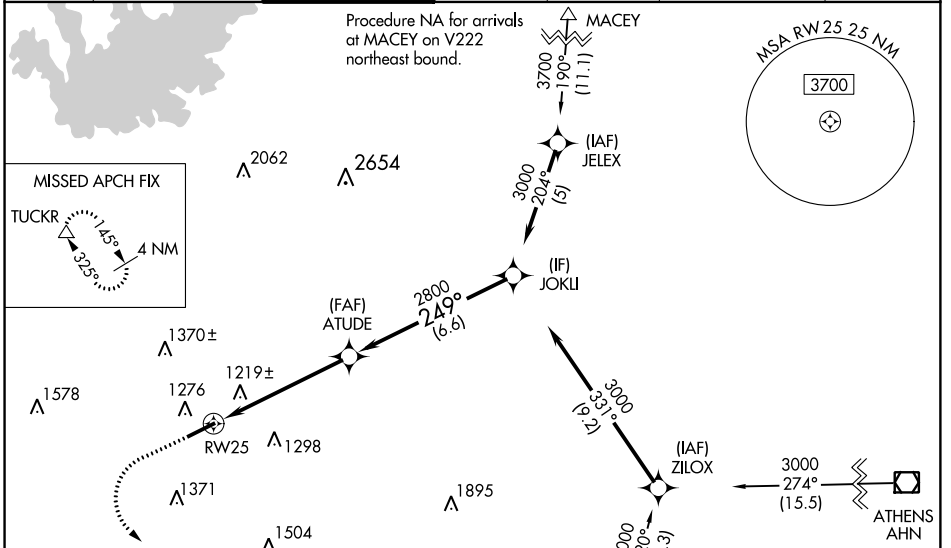 Procedure NA for arrivals
at MACEY on V222
northeast bound.
MACEY
3700
190°
(11.1)
MSA RW 25 25 NM
3700
(IAF)
JELEX
3000
204°
(5)
2062
2654
MISSED APCH FIX
TUCKR
145°
325°
4 NM
(IF)
JOKLI
2800
249°
(6.6)
(FAF)
ATUDE
1370±
1219±
1578
1276
RW25
1298
1371
1504
1895
3000
331°
(9.2)
(IAF)
ZILOX
3000
274°
(15.5)
ATHENS
AHN